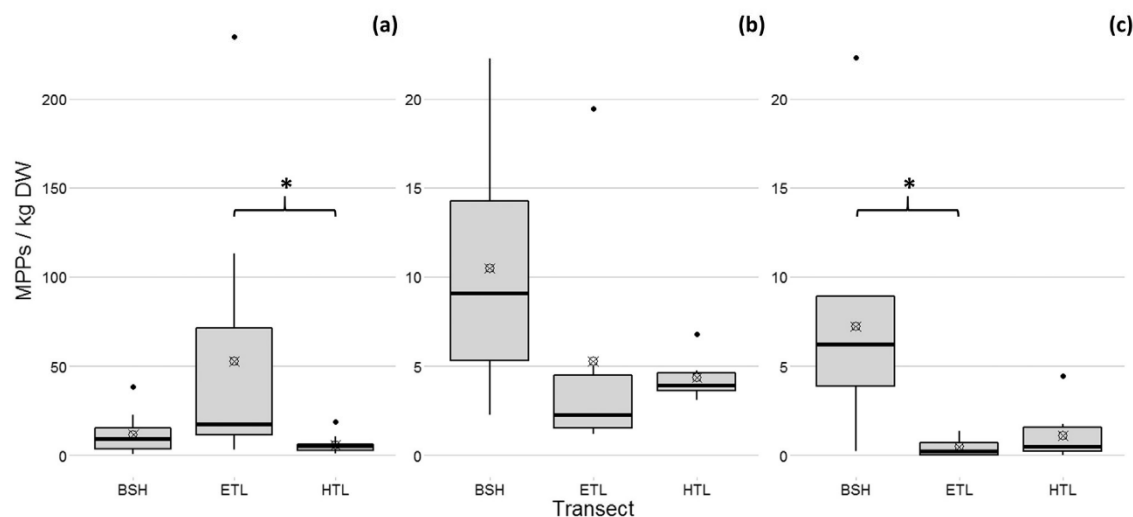 (a) (b) (c)
200 20 20
* *
150 15 15
100 10 10
50 5 5
0 0 0
MPPs / kg DW
BSH ETL HTL BSH ETL HTL BSH ETL HTL
Transect